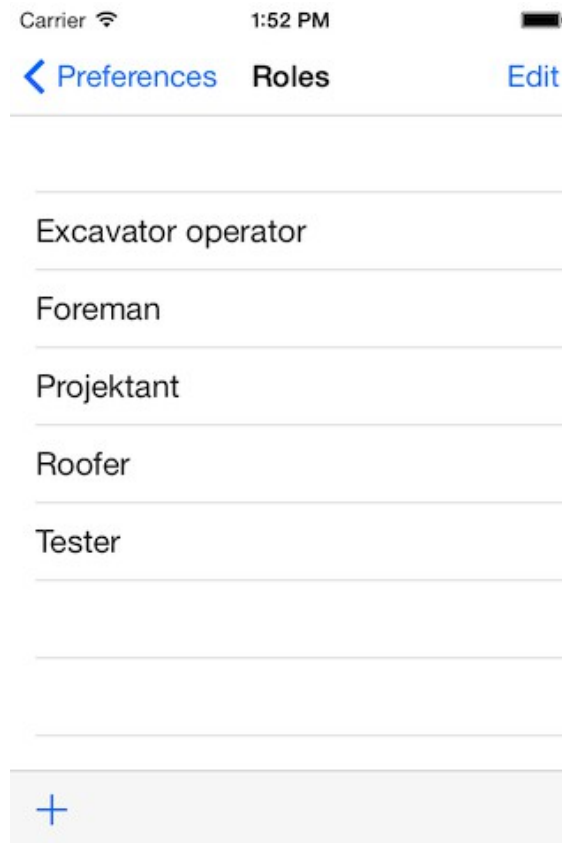 Carrier 1:52 PM
Preferences Roles Edit
Excavator operator
Foreman
Projektant
Roofer
Tester
+